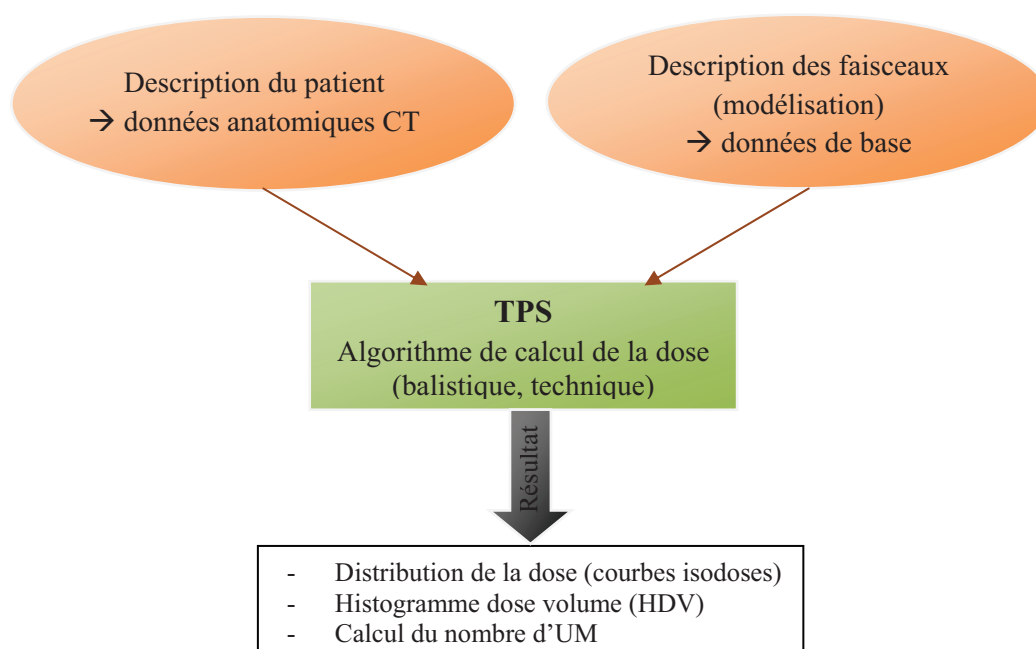 Description du patient
→ données anatomiques CT
Description des faisceaux
(modélisation)
→ données de base
TPS
Algorithme de calcul de la dose
(balistique, technique)
Résultat
- Distribution de la dose (courbes isodoses)
- Histogramme dose volume (HDV)
- Calcul du nombre d’UM